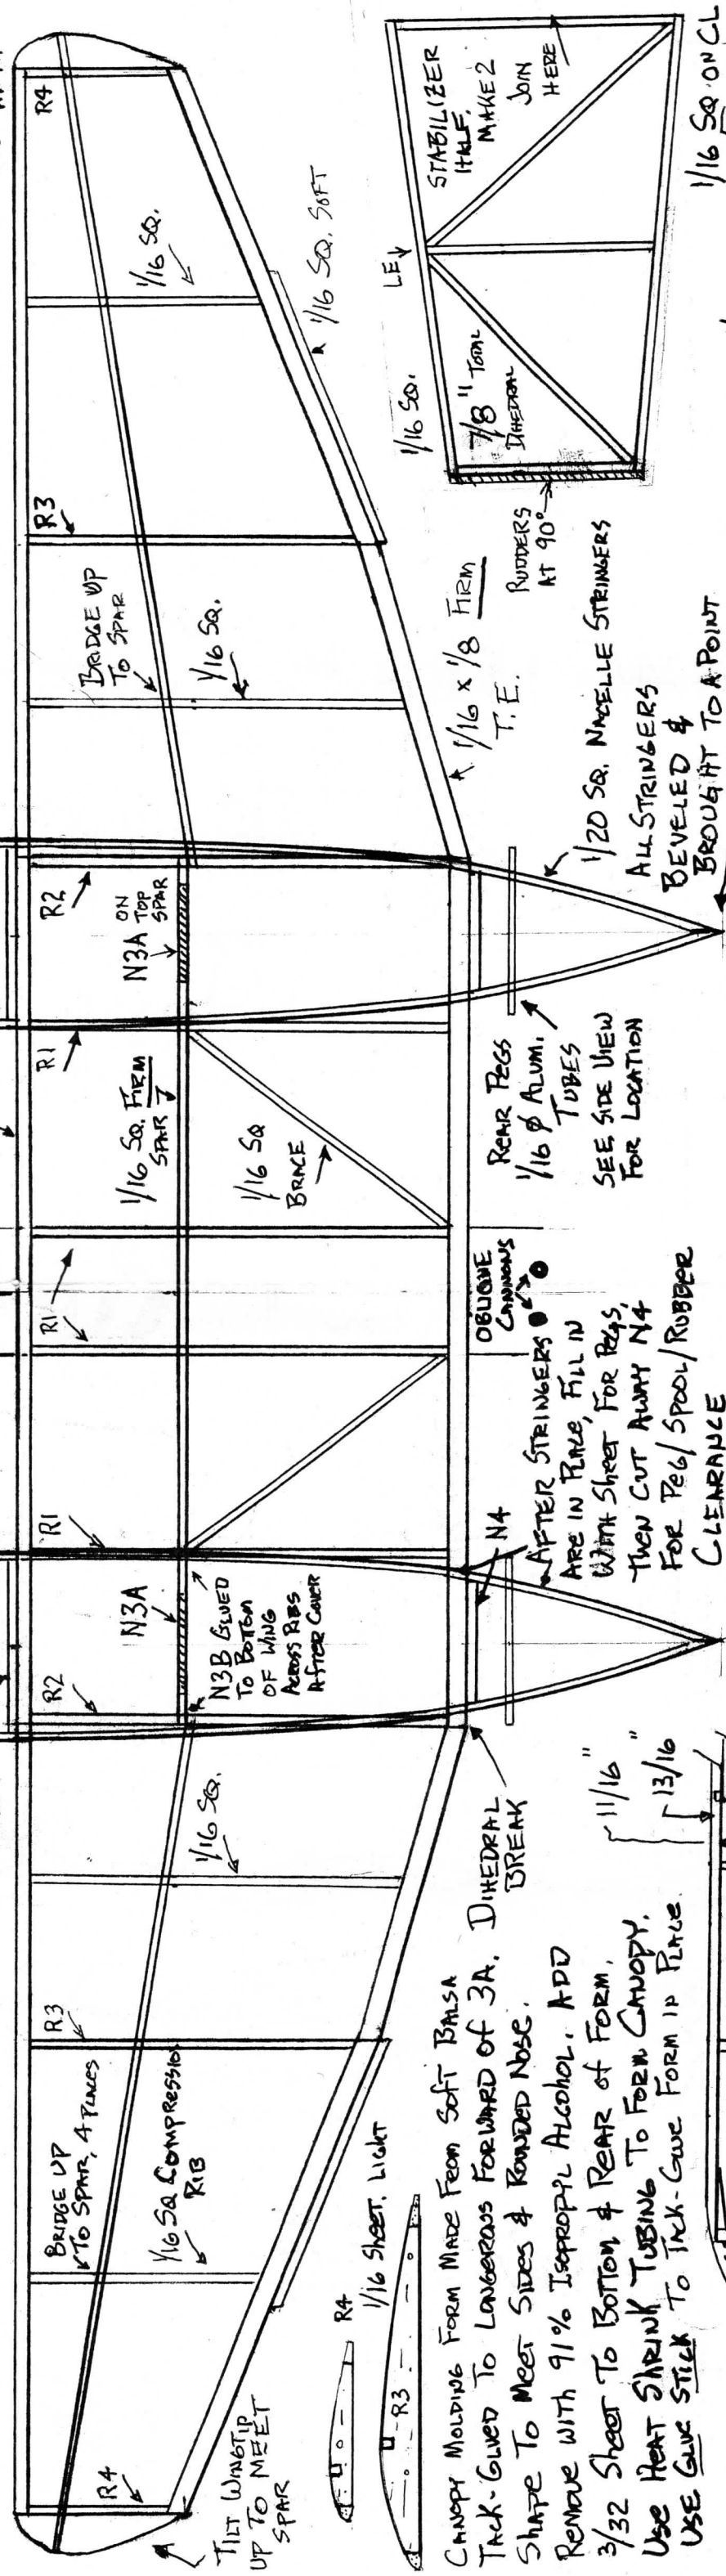 R4
1/16 SQ.
1/16 SQ. SOFT
R3
BRIDGE UP
TO SPAR
1/16 SQ.
1/16 x 1/8 FIRM
T.E.
R2
N3A ON
TOP
SPAR
R1
1/16 SQ. FIRM
SPAR
1/16 SQ
BRACE
R1
R1
N3A
R2
N3B GLUED
TO BOTTOM
OF WING
ACROSS RIBS
AFTER COVER
1/16 SQ.
R3
BRIDGE UP
TO SPAR, 4 PLACES
1/16 SQ COMPRESSION
RIB
R4
TILT WINGTIP
UP TO MEET
SPAR
STABILIZER
HALF.
MAKE 2
JOIN
HERE
LE
1/16 SQ.
7/8" TOTAL
DIHEDRAL
RUDDERS
AT 90°
1/16 SQ. ON CL
1/20 SQ. NACELLE STRINGERS
ALL STRINGERS
BEVELED &
BROUGHT TO A POINT
REAR PEGS
1/16 Ø ALUM.
TUBES
SEE SIDE VIEW
FOR LOCATION
OBLIQUE
CANNONS
AFTER STRINGERS
ARE IN PLACE, FILL IN
WITH SHEET FOR PEGS,
THEN CUT AWAY N4
FOR PEG/SPOOL/RUBBER
CLEARANCE
N4
DIHEDRAL
BREAK
11/16"
13/16"
R4
1/16 SHEET, LIGHT
R3
CANOPY MOLDING FORM MADE FROM SOFT BALSA
TACK-GLUED TO LONGERONS FORWARD OF 3A.
SHAPE TO MEET SIDES & ROUNDED NOSE.
REMOVE WITH 91% ISOPROPYL ALCOHOL. ADD
3/32 SHEET TO BOTTOM & REAR OF FORM.
USE HEAT SHRINK TUBING TO FORM CANOPY.
USE GLUE STICK TO TACK-GLUE FORM IN PLACE.